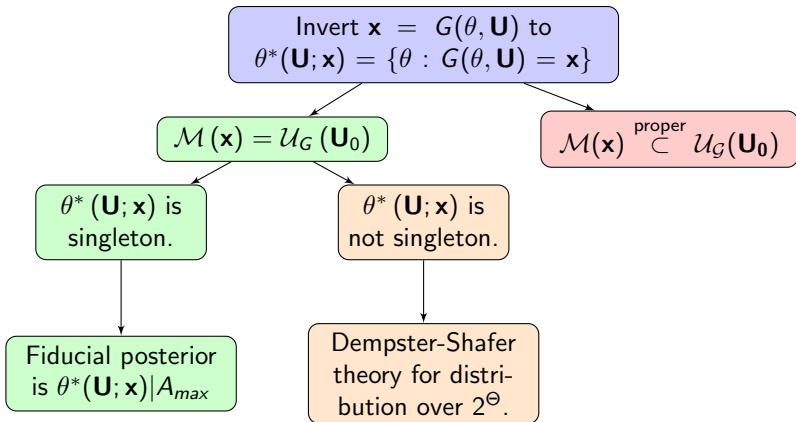 Invert x = G(θ, U) to
θ*(U; x) = {θ : G(θ, U) = x}
M (x) = U_G (U_0)
M(x) proper ⊂ U_G(U_0)
θ* (U; x) is
singleton.
θ* (U; x) is
not singleton.
Fiducial posterior
is θ*(U; x)|A_max
Dempster-Shafer
theory for distri-
bution over 2^Θ.